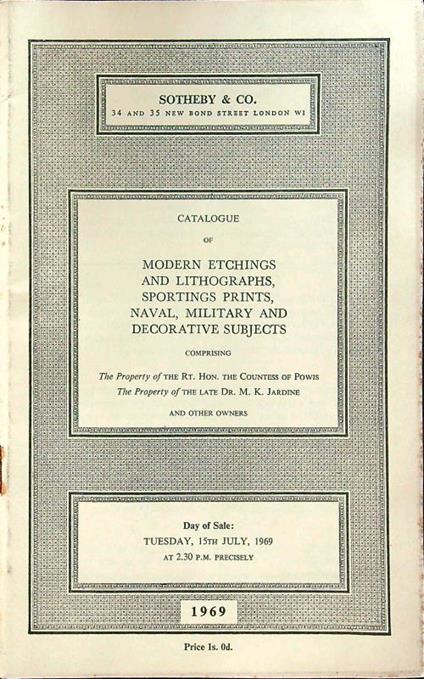 SOTHEBY & CO.
34 AND 35 NEW BOND STREET LONDON W1
CATALOGUE
OF
MODERN ETCHINGS
AND LITHOGRAPHS,
SPORTINGS PRINTS,
NAVAL, MILITARY AND
DECORATIVE SUBJECTS
COMPRISING
The Property of THE RT. HON. THE COUNTESS OF POWIS
The Property of THE LATE DR. M. K. JARDINE
AND OTHER OWNERS
Day of Sale:
TUESDAY, 15TH JULY, 1969
AT 2.30 P.M. PRECISELY
1969
Price 1s. 0d.